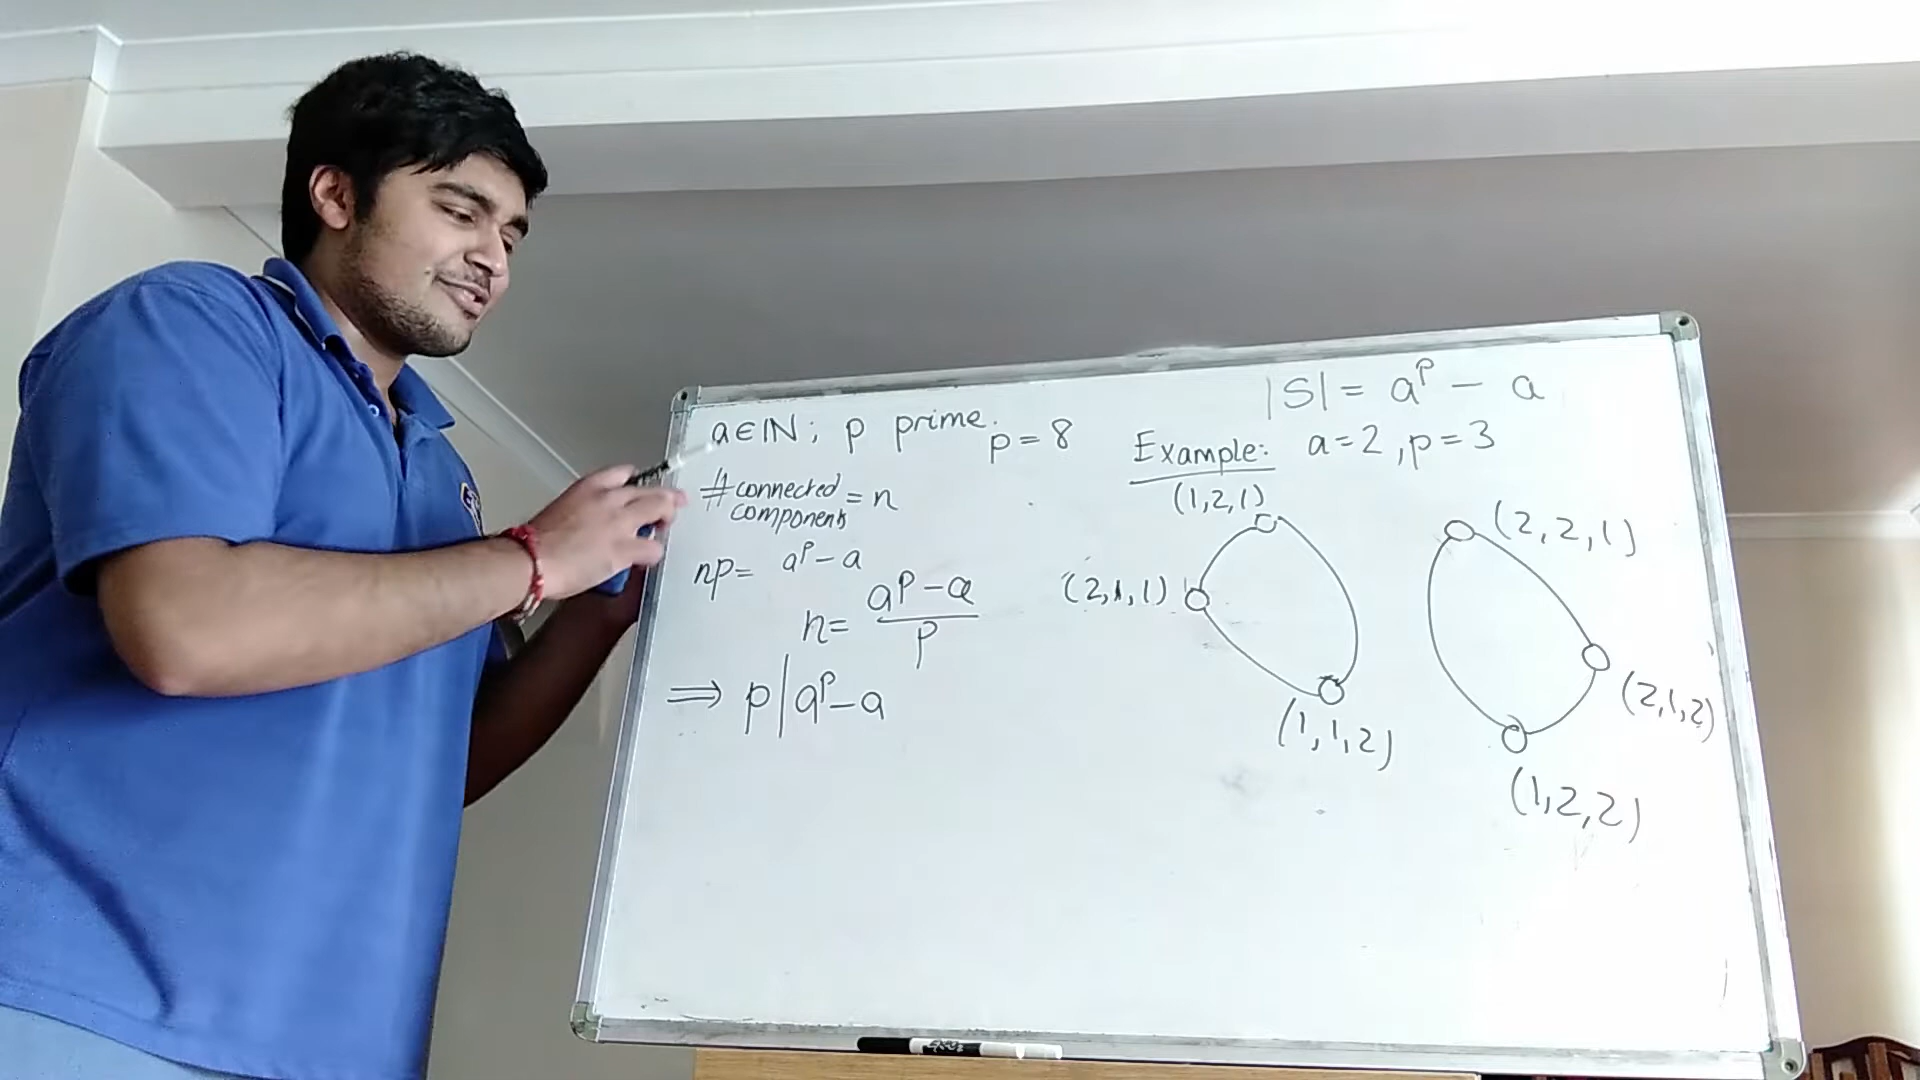 a∈ℕ; p prime. p = 8
# connected components = n
np = a^p − a
n = (a^p − a)/p
⇒ p | a^p − a
|S| = a^p − a
Example: a=2, p=3
(1,2,1)
(2,1,1)
(1,1,2)
(2,2,1)
(2,1,2)
(1,2,2)